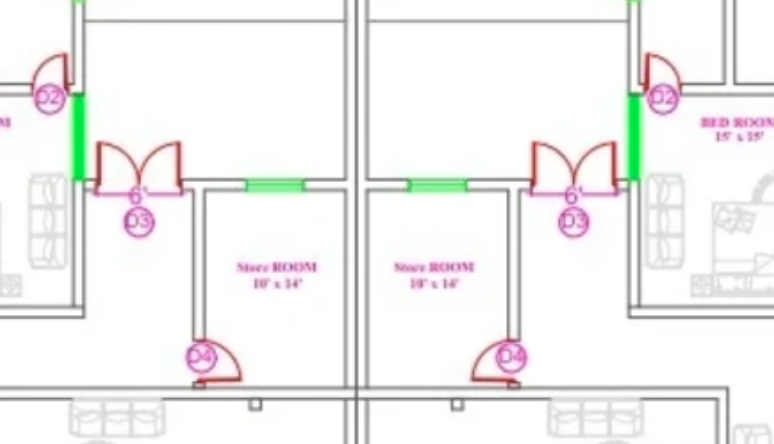 D2
D2
M
BED ROOM
15' x 15'
6'
6'
D3
D3
Store ROOM
10' x 14'
Store ROOM
10' x 14'
D4
D4